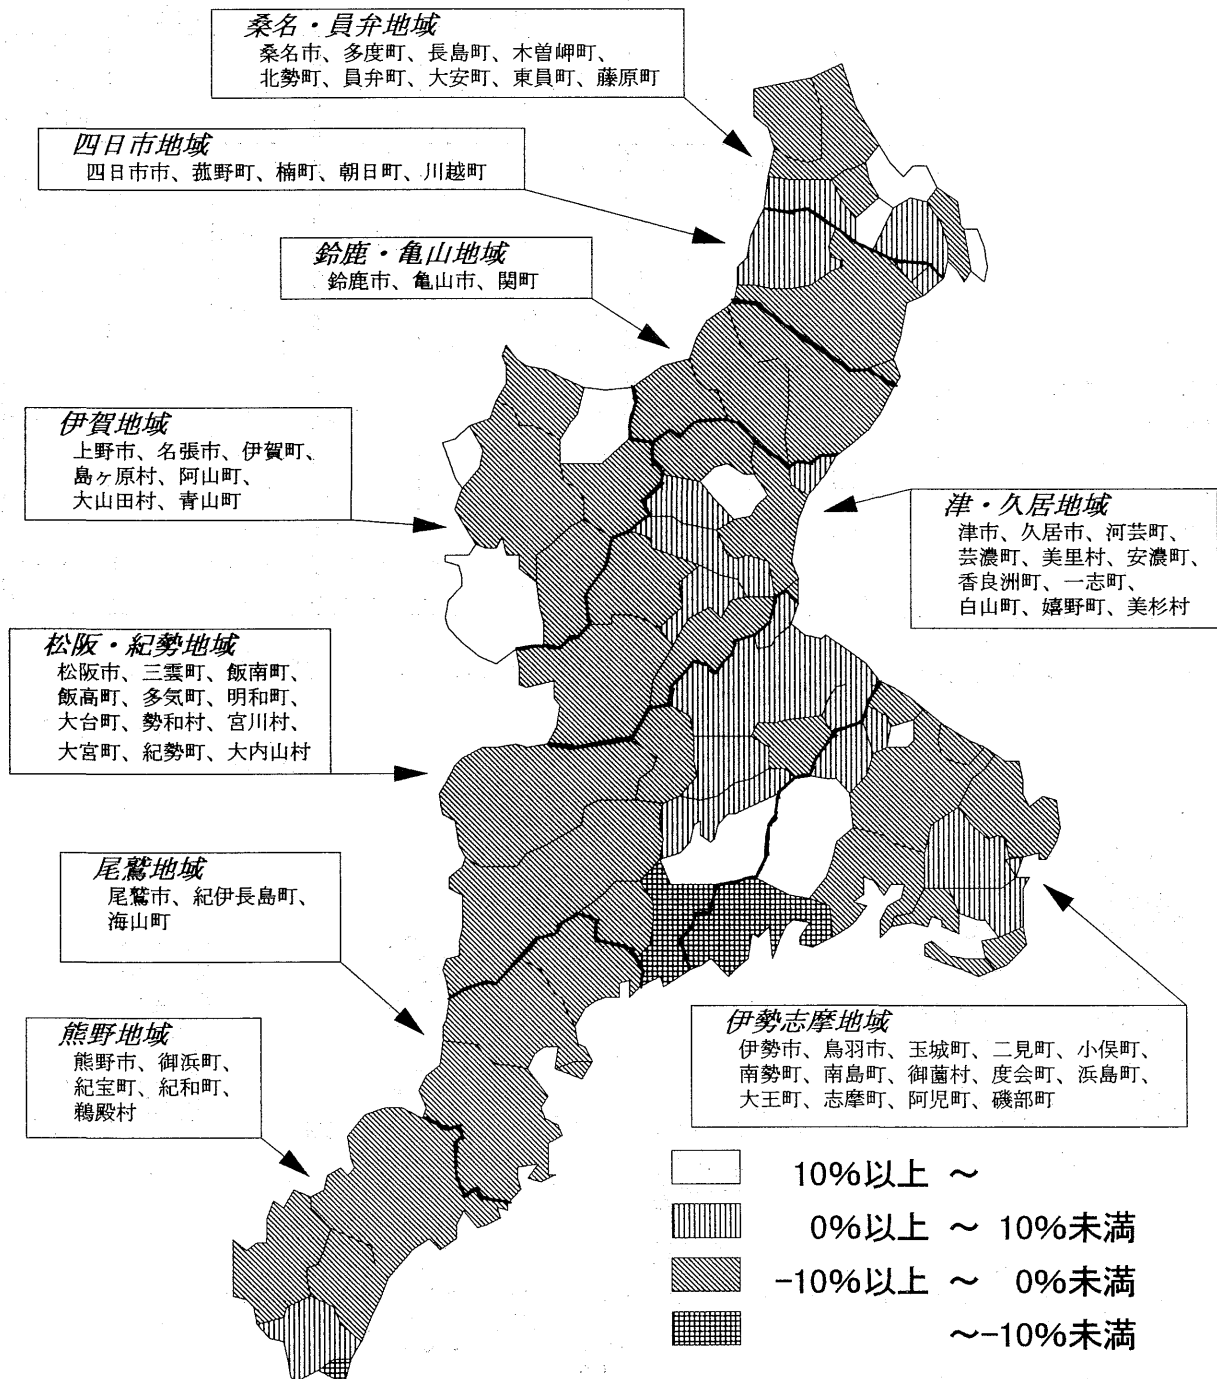 桑名・員弁地域
桑名市、多度町、長島町、木曽岬町、
北勢町、員弁町、大安町、東員町、藤原町
四日市地域
四日市市、菰野町、楠町、朝日町、川越町
鈴鹿・亀山地域
鈴鹿市、亀山市、関町
伊賀地域
上野市、名張市、伊賀町、
島ヶ原村、阿山町、
大山田村、青山町
津・久居地域
津市、久居市、河芸町、
芸濃町、美里村、安濃町、
香良洲町、一志町、
白山町、嬉野町、美杉村
松阪・紀勢地域
松阪市、三雲町、飯南町、
飯高町、多気町、明和町、
大台町、勢和村、宮川村、
大宮町、紀勢町、大内山村
尾鷲地域
尾鷲市、紀伊長島町、
海山町
熊野地域
熊野市、御浜町、
紀宝町、紀和町、
鵜殿村
伊勢志摩地域
伊勢市、鳥羽市、玉城町、二見町、小俣町、
南勢町、南島町、御薗村、度会町、浜島町、
大王町、志摩町、阿児町、磯部町
10%以上 ～
0%以上 ～ 10%未満
-10%以上 ～ 0%未満
～-10%未満